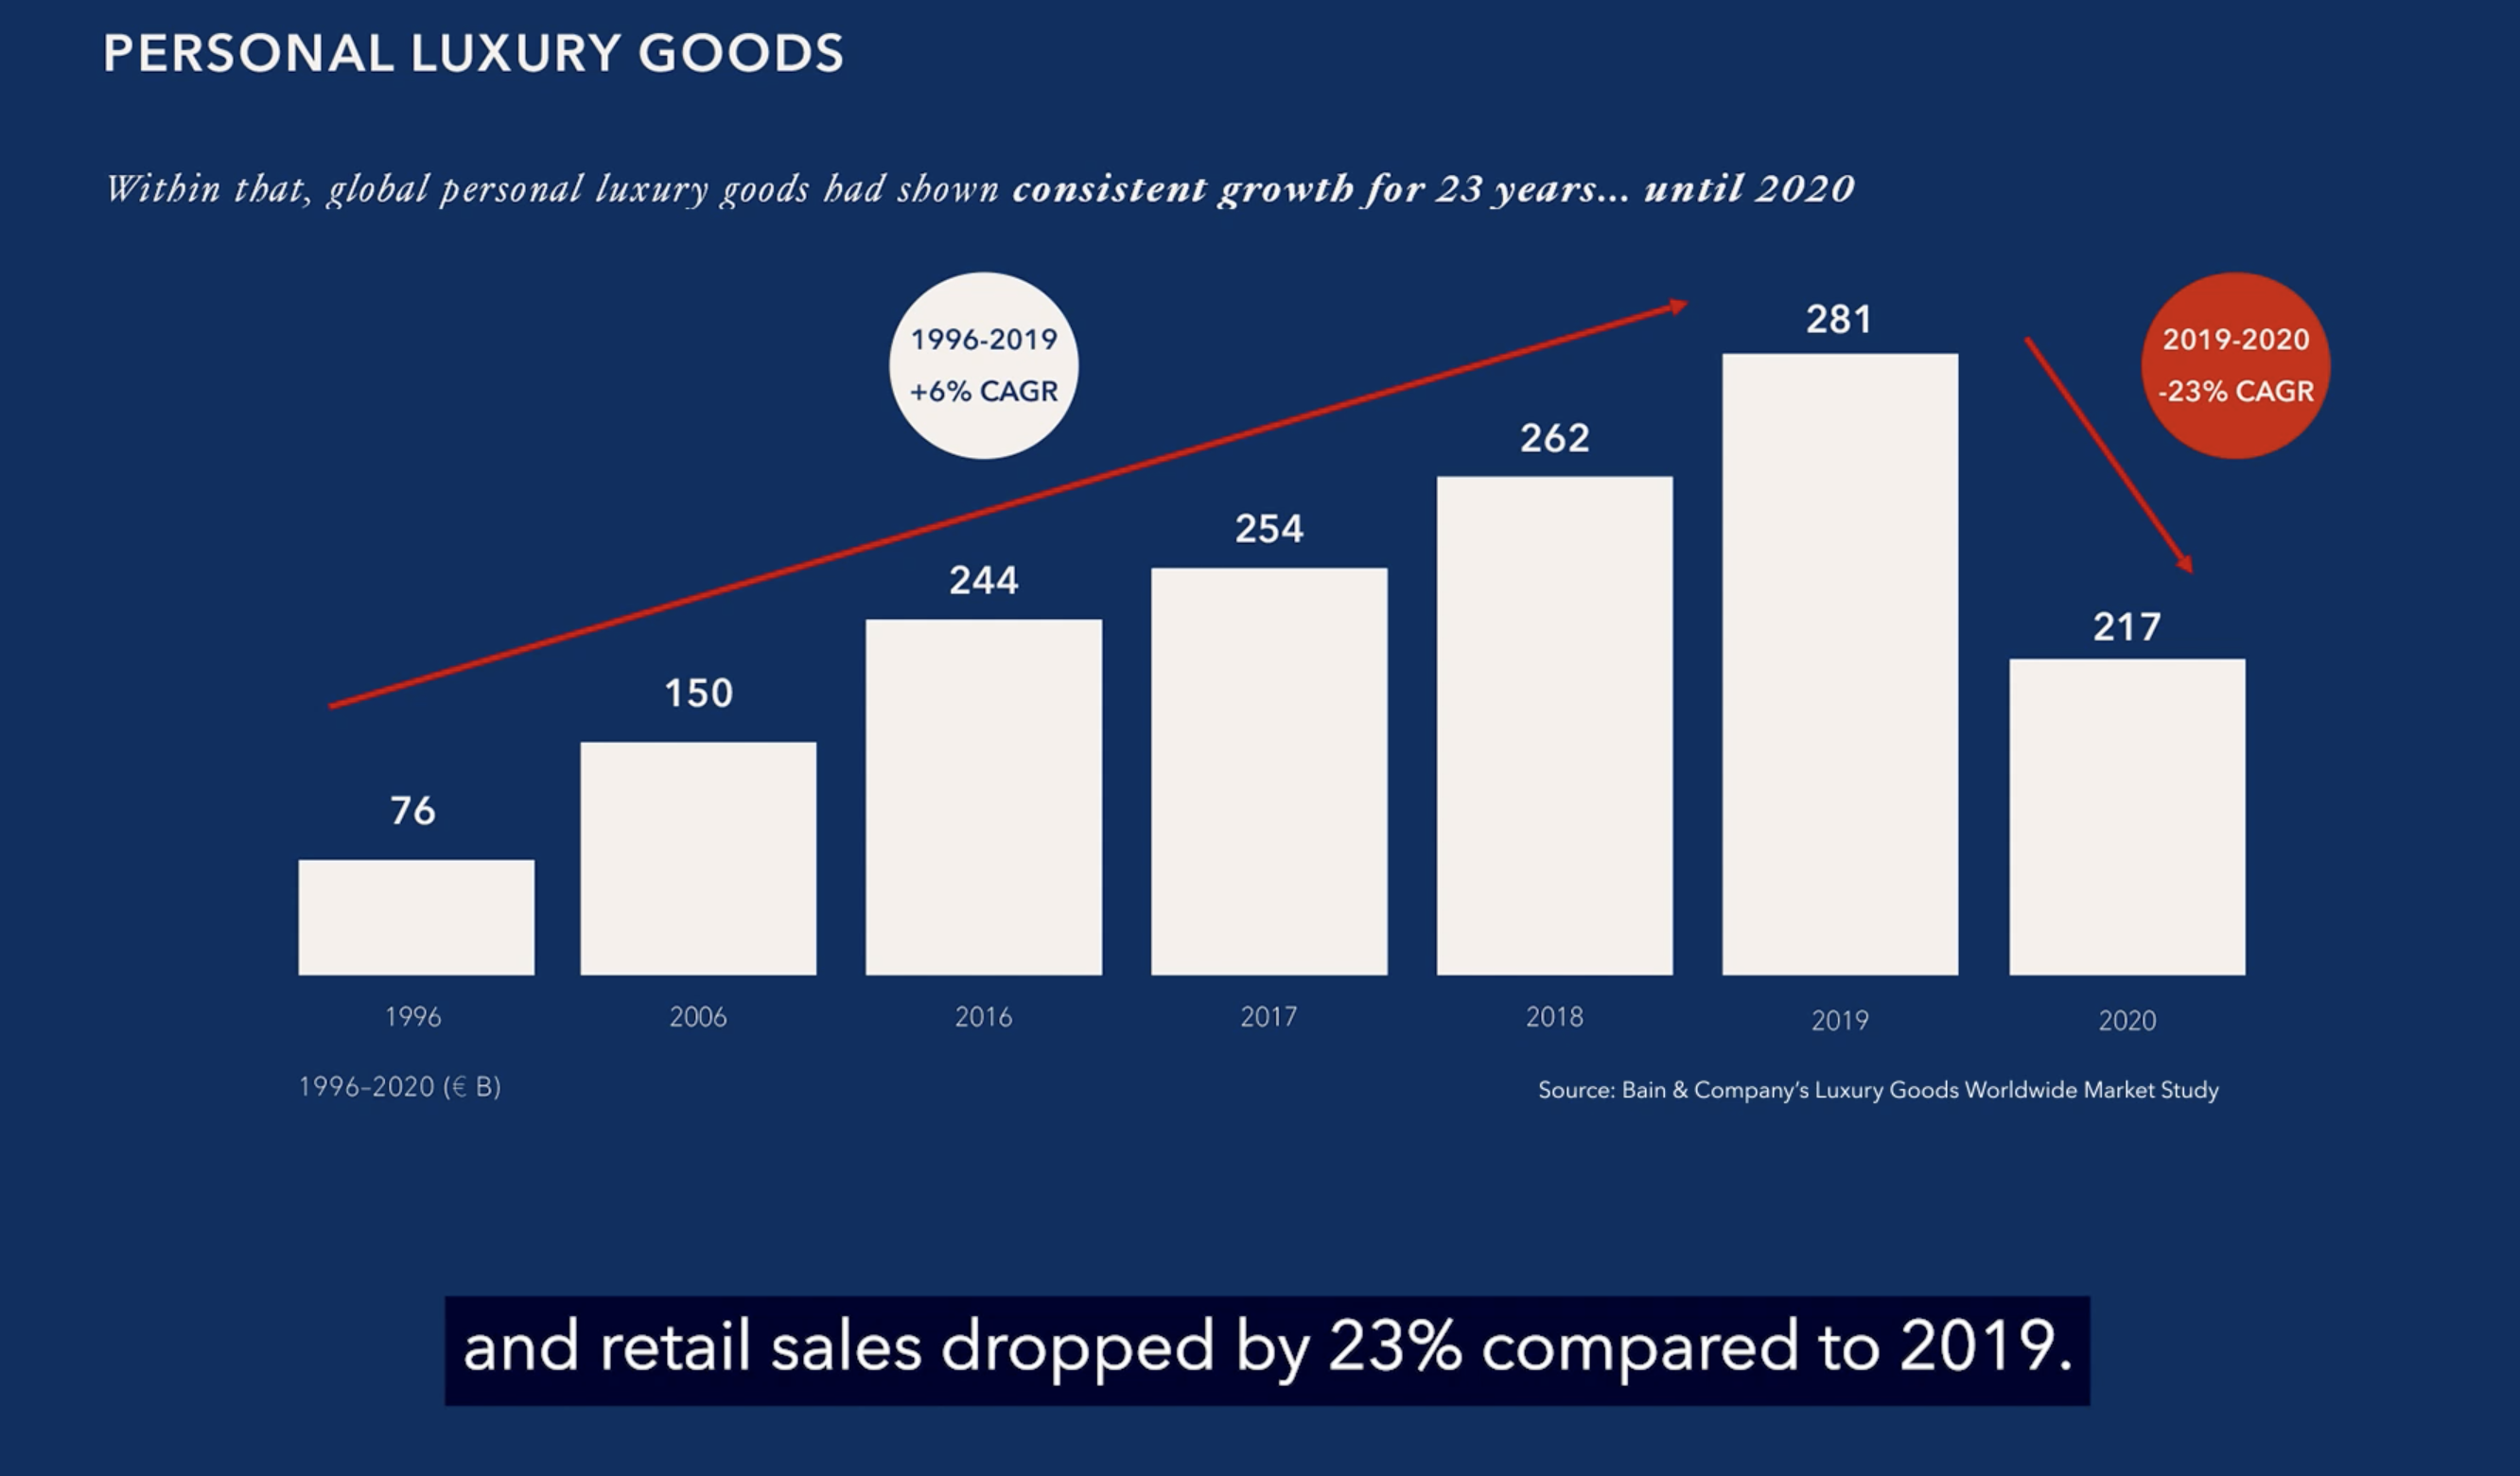 PERSONAL LUXURY GOODS
Within that, global personal luxury goods had shown consistent growth for 23 years... until 2020
1996-2019
+6% CAGR
2019-2020
-23% CAGR
76
150
244
254
262
281
217
1996
2006
2016
2017
2018
2019
2020
1996–2020 (€ B)
Source: Bain & Company’s Luxury Goods Worldwide Market Study
and retail sales dropped by 23% compared to 2019.